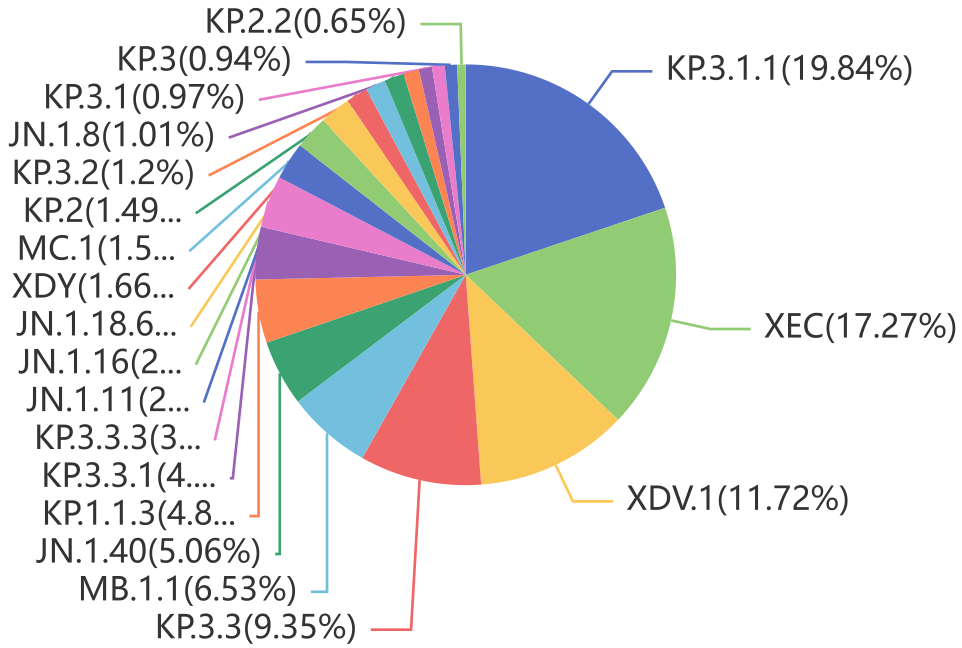 KP.2.2(0.65%)
KP.3(0.94%)
KP.3.1.1(19.84%)
KP.3.1(0.97%)
JN.1.8(1.01%)
KP.3.2(1.2%)
KP.2(1.49...
MC.1(1.5...
XDY(1.66...
JN.1.18.6...
XEC(17.27%)
JN.1.16(2...
JN.1.11(2...
KP.3.3.3(3...
KP.3.3.1(4....
XDV.1(11.72%)
KP.1.1.3(4.8...
JN.1.40(5.06%)
MB.1.1(6.53%)
KP.3.3(9.35%)